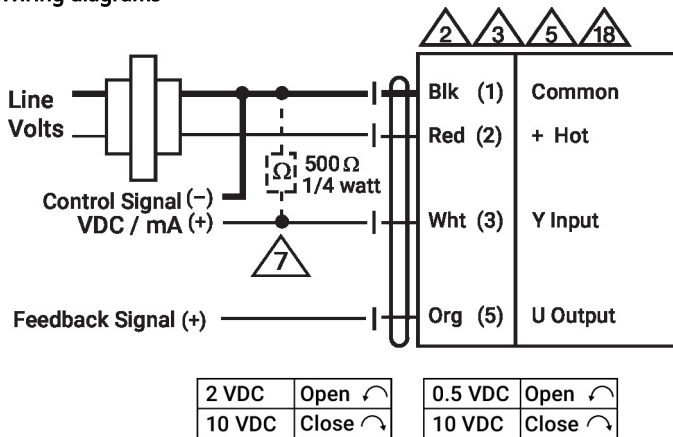 Wiring diagrams
2 3 5 18
Line
Volts
Blk (1) Common
Red (2) + Hot
Ω 500 Ω
1/4 watt
Control Signal (−)
VDC / mA (+)
Wht (3) Y Input
7
Feedback Signal (+)
Org (5) U Output
2 VDC Open
10 VDC Close
0.5 VDC Open
10 VDC Close